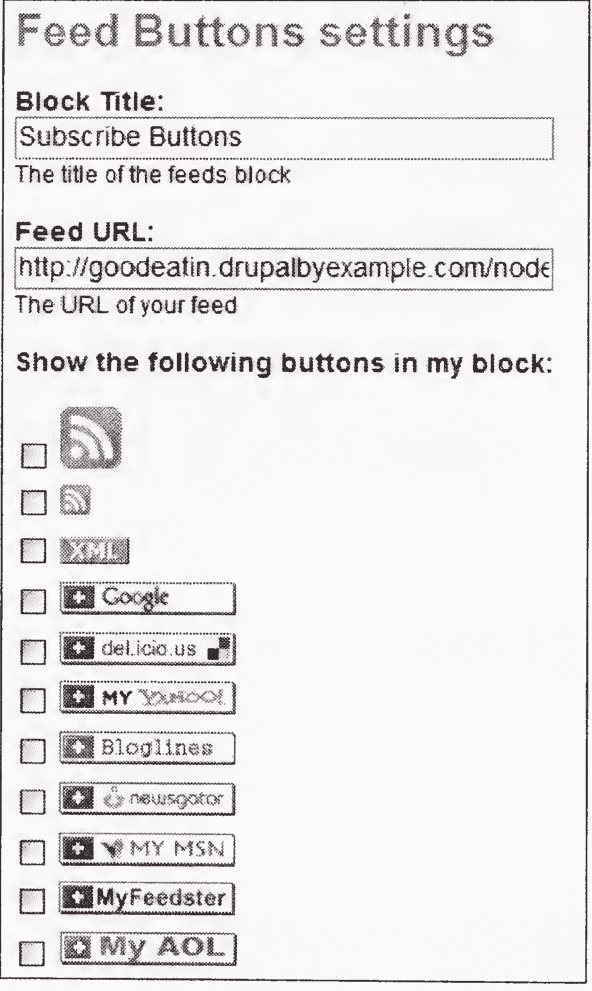 Feed Buttons settings
Block Title:
Subscribe Buttons
The title of the feeds block
Feed URL:
http://goodeatin.drupalbyexample.com/node
The URL of your feed
Show the following buttons in my block:
XML
Google
del.icio.us
MY YAHOO!
Bloglines
newsgator
MY MSN
MyFeedster
My AOL